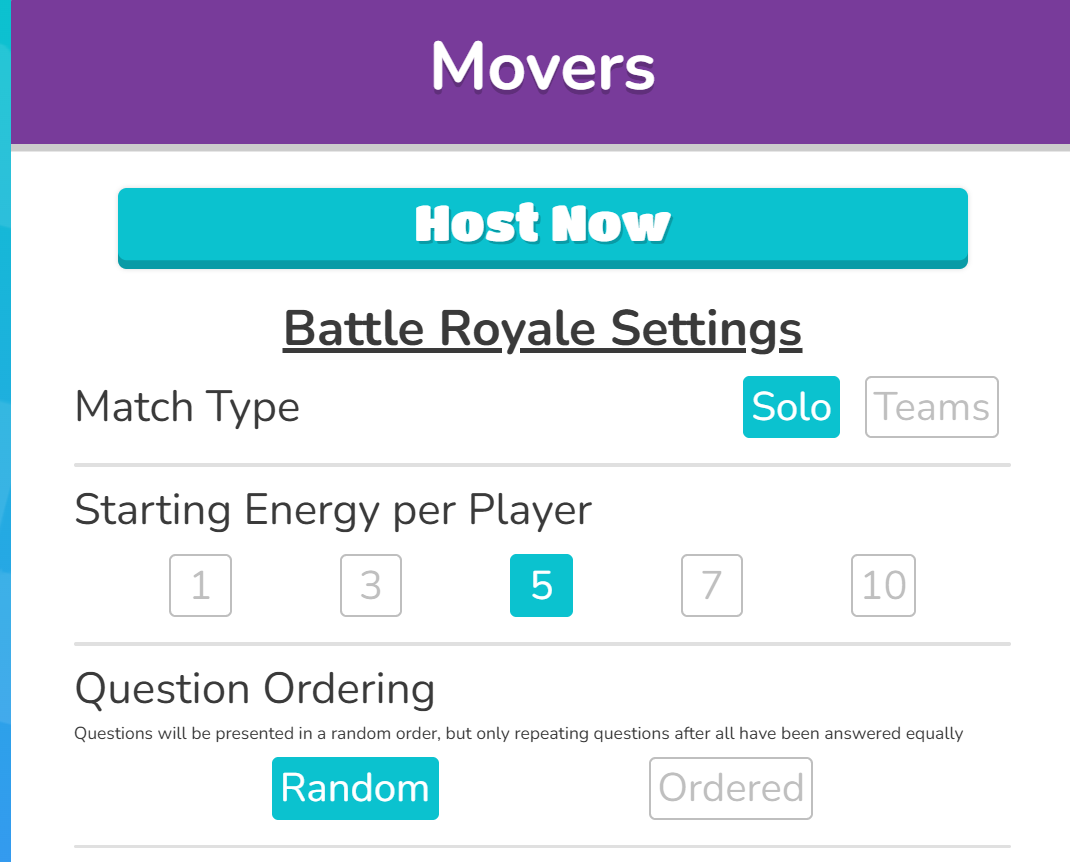 Movers
Host Now
Battle Royale Settings
Match Type Solo Teams
Starting Energy per Player
1 3 5 7 10
Question Ordering
Questions will be presented in a random order, but only repeating questions after all have been answered equally
Random Ordered